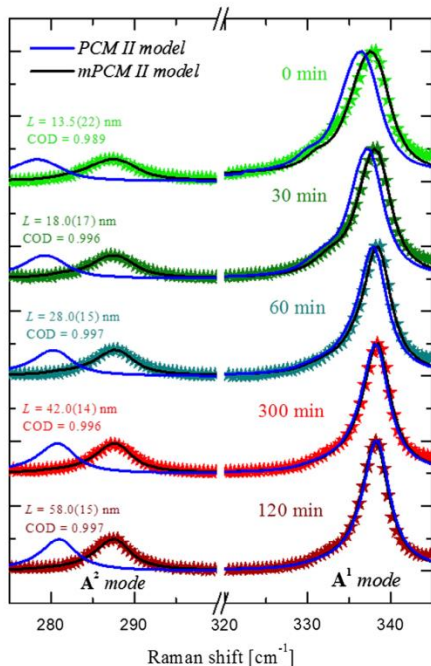 PCM II model
mPCM II model
0 min
L = 13.5(22) nm
COD = 0.989
30 min
L = 18.0(17) nm
COD = 0.996
60 min
L = 28.0(15) nm
COD = 0.997
300 min
L = 42.0(14) nm
COD = 0.996
120 min
L = 58.0(15) nm
COD = 0.997
A² mode
A¹ mode
280 290 320 330 340
Raman shift [cm⁻¹]